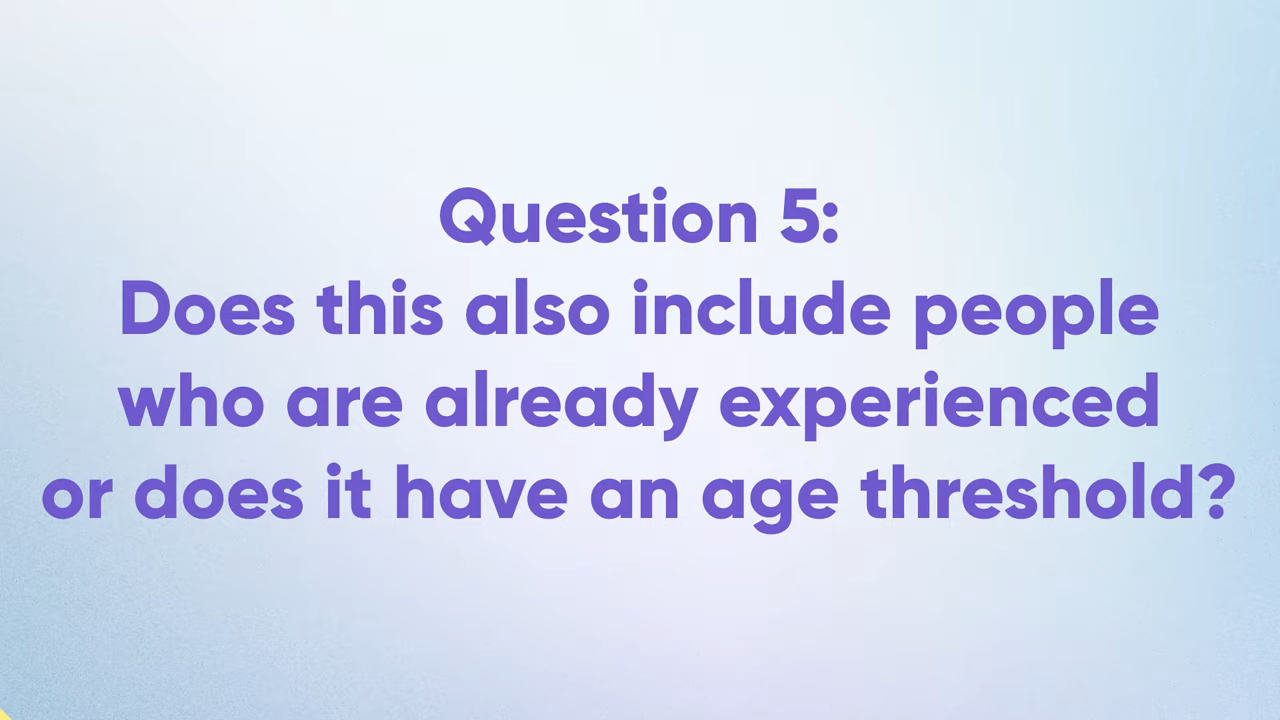 Question 5:
Does this also include people
who are already experienced
or does it have an age threshold?